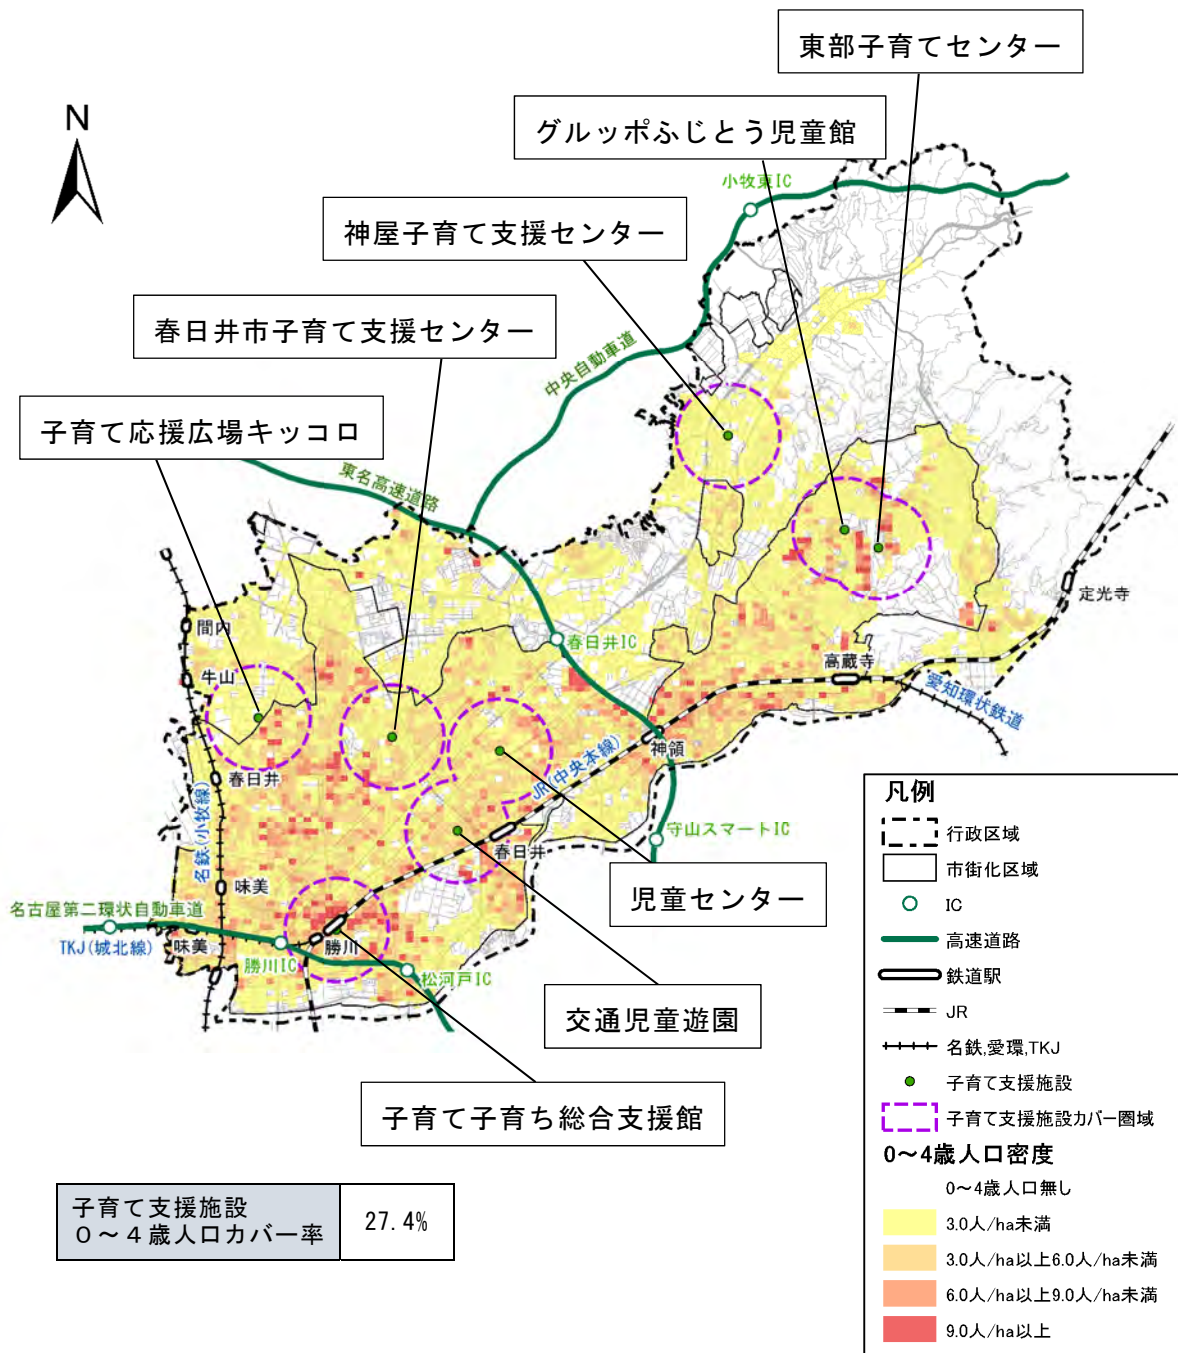 東部子育てセンター
グルッポふじとう児童館
N
小牧東IC
神屋子育て支援センター
春日井市子育て支援センター
中央自動車道
子育て応援広場キッコロ
東名高速道路
定光寺
間内
春日井IC
牛山
高蔵寺
愛知環状鉄道
神領
JR(中央本線)
春日井
名鉄(小牧線)
守山スマートIC
春日井
味美
児童センター
名古屋第二環状自動車道
TKJ(城北線)
味美
勝川
勝川IC
松河戸IC
交通児童遊園
子育て子育ち総合支援館
凡例
行政区域
市街化区域
IC
高速道路
鉄道駅
JR
名鉄,愛環,TKJ
子育て支援施設
子育て支援施設カバー圏域
0～4歳人口密度
0～4歳人口無し
3.0人/ha未満
3.0人/ha以上6.0人/ha未満
6.0人/ha以上9.0人/ha未満
9.0人/ha以上
子育て支援施設
０～４歳人口カバー率
27.4%